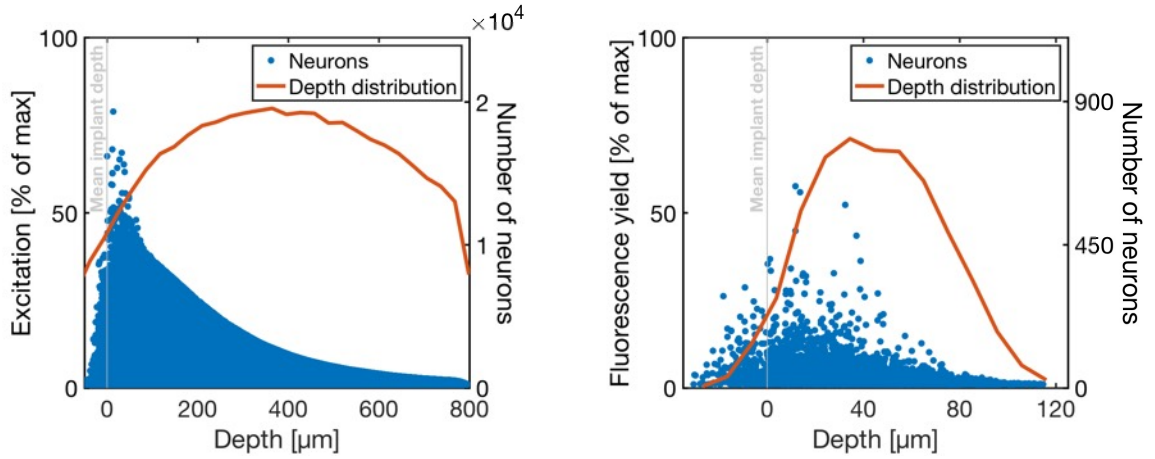 ×10⁴
100
50
0
Excitation [% of max]
Mean implant depth
Neurons
Depth distribution
2
1
0
Number of neurons
0
200
400
600
800
Depth [µm]
100
50
0
Fluorescence yield [% of max]
Mean implant depth
Neurons
Depth distribution
900
450
0
Number of neurons
0
40
80
120
Depth [µm]